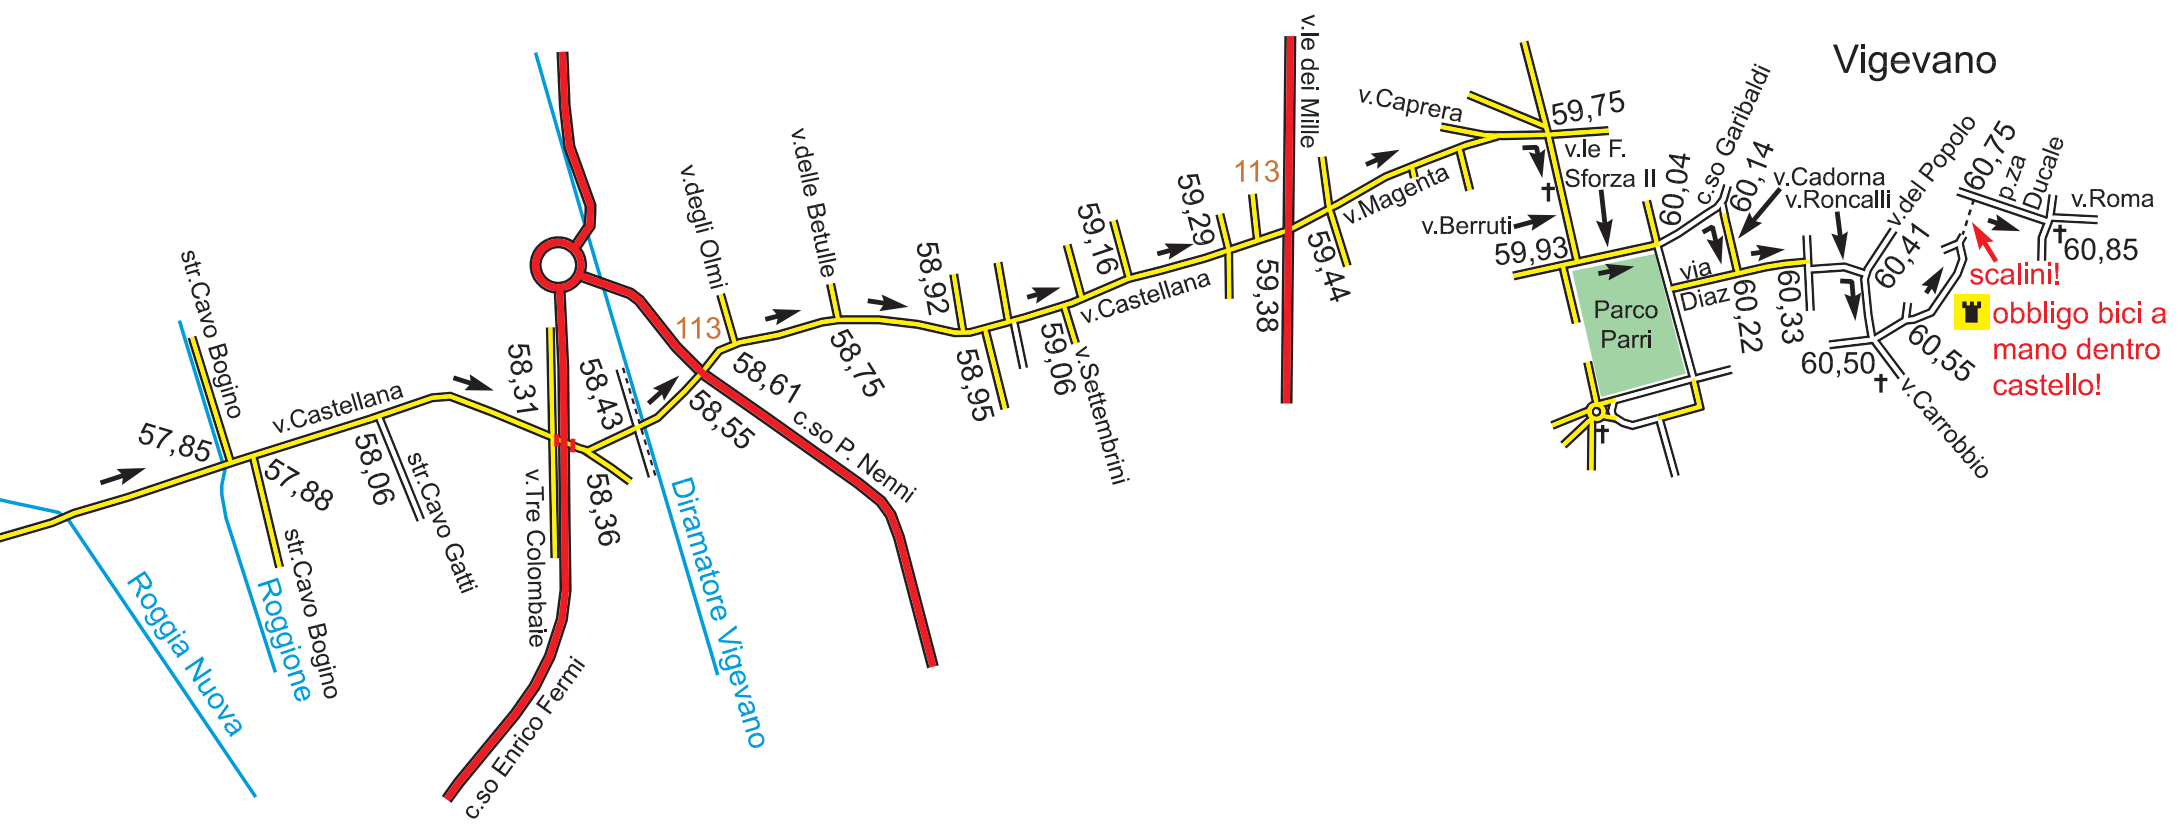 Vigevano
v.le dei Mille
v.Caprera
59,75
c.so Garibaldi
v.le F.
Sforza II
60,04
60,14
v.Cadorna
v.Roncalli
v.del Popolo
60,75
p.za
Ducale
v.Roma
60,85
60,41
scalini!
obbligo bici a
mano dentro
castello!
v.Magenta
v.Berruti
59,93
via
Diaz
60,22
60,33
60,50
60,55
v.Carrobbio
Parco
Parri
113
59,38
59,44
59,29
59,16
v.Castellana
59,06
v.Settembrini
58,92
58,95
v.delle Betulle
58,75
v.degli Olmi
113
58,61
58,55
c.so P. Nenni
58,43
58,31
58,36
v.Tre Colombaie
c.so Enrico Fermi
Diramatore Vigevano
str.Cavo Bogino
v.Castellana
57,85
57,88
58,06
str.Cavo Gatti
str.Cavo Bogino
Roggione
Roggia Nuova